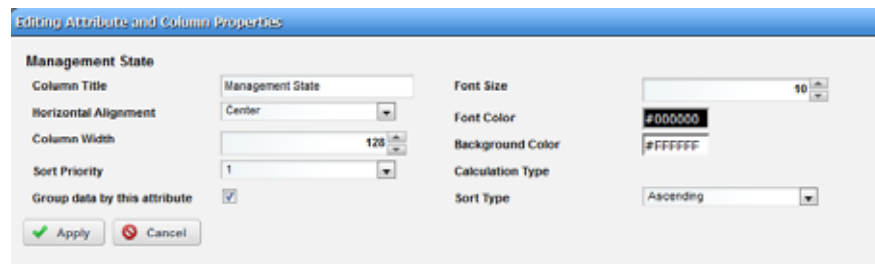 Editing Attribute and Column Properties
Management State
Column Title Management State Font Size 10
Horizontal Alignment Center Font Color #000000
Column Width 128 Background Color #FFFFFF
Sort Priority 1 Calculation Type
Group data by this attribute Sort Type Ascending
Apply Cancel